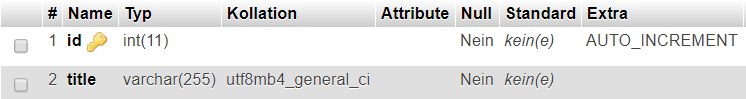 # Name Typ Kollation Attribute Null Standard Extra
1 id int(11) Nein kein(e) AUTO_INCREMENT
2 title varchar(255) utf8mb4_general_ci Nein kein(e)